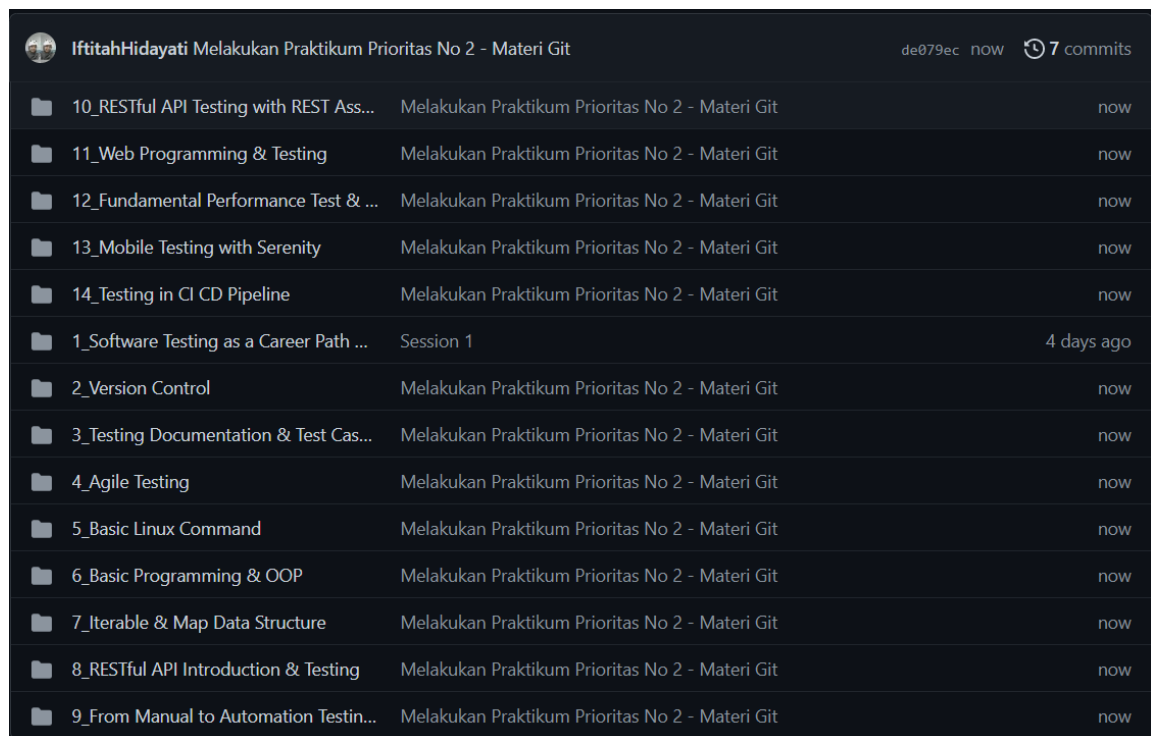 IftitahHidayati Melakukan Praktikum Prioritas No 2 - Materi Git de079ec now 7 commits
10_RESTful API Testing with REST Ass... Melakukan Praktikum Prioritas No 2 - Materi Git now
11_Web Programming & Testing Melakukan Praktikum Prioritas No 2 - Materi Git now
12_Fundamental Performance Test & ... Melakukan Praktikum Prioritas No 2 - Materi Git now
13_Mobile Testing with Serenity Melakukan Praktikum Prioritas No 2 - Materi Git now
14_Testing in CI CD Pipeline Melakukan Praktikum Prioritas No 2 - Materi Git now
1_Software Testing as a Career Path ... Session 1 4 days ago
2_Version Control Melakukan Praktikum Prioritas No 2 - Materi Git now
3_Testing Documentation & Test Cas... Melakukan Praktikum Prioritas No 2 - Materi Git now
4_Agile Testing Melakukan Praktikum Prioritas No 2 - Materi Git now
5_Basic Linux Command Melakukan Praktikum Prioritas No 2 - Materi Git now
6_Basic Programming & OOP Melakukan Praktikum Prioritas No 2 - Materi Git now
7_Iterable & Map Data Structure Melakukan Praktikum Prioritas No 2 - Materi Git now
8_RESTful API Introduction & Testing Melakukan Praktikum Prioritas No 2 - Materi Git now
9_From Manual to Automation Testin... Melakukan Praktikum Prioritas No 2 - Materi Git now